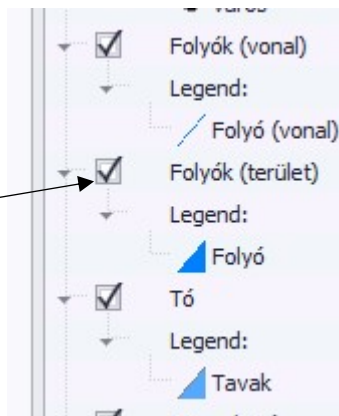 Folyók (vonal)
Legend:
Folyó (vonal)
Folyók (terület)
Legend:
Folyó
Tó
Legend:
Tavak